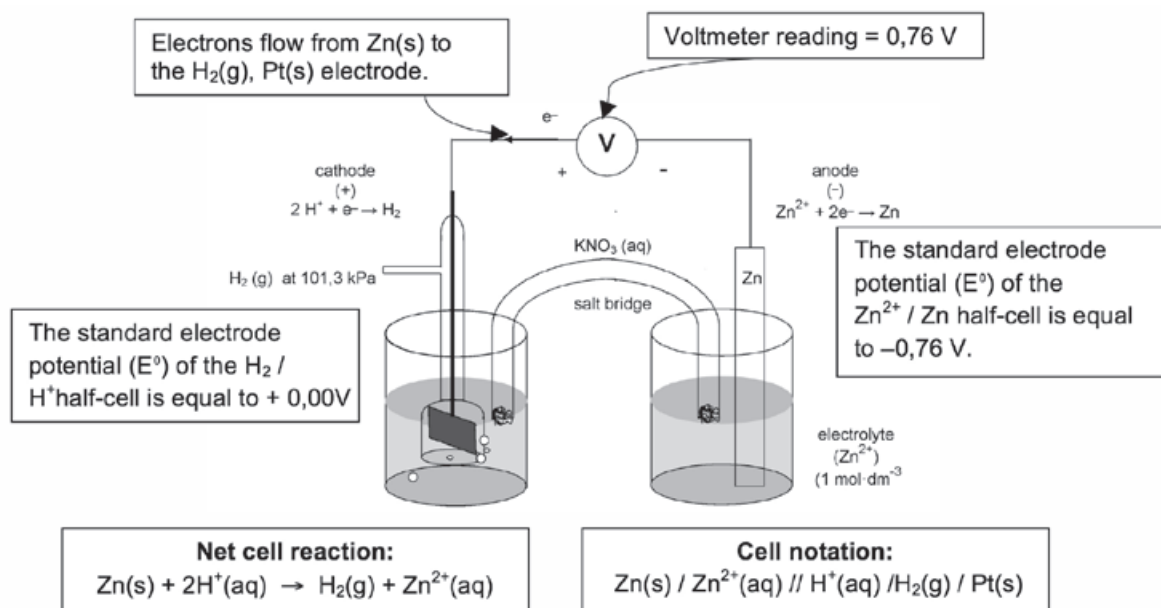 Electrons flow from Zn(s) to
the H₂(g), Pt(s) electrode.
Voltmeter reading = 0,76 V
e⁻
V
+ -
cathode
(+)
2 H⁺ + e⁻ → H₂
anode
(–)
Zn²⁺ + 2e⁻ → Zn
KNO₃ (aq)
salt bridge
Zn
H₂ (g) at 101,3 kPa
The standard electrode
potential (E⁰) of the
Zn²⁺ / Zn half-cell is equal
to –0,76 V.
The standard electrode
potential (E⁰) of the H₂ /
H⁺half-cell is equal to + 0,00V
electrolyte
(Zn²⁺)
(1 mol·dm⁻³
Net cell reaction:
Zn(s) + 2H⁺(aq) → H₂(g) + Zn²⁺(aq)
Cell notation:
Zn(s) / Zn²⁺(aq) // H⁺(aq) /H₂(g) / Pt(s)